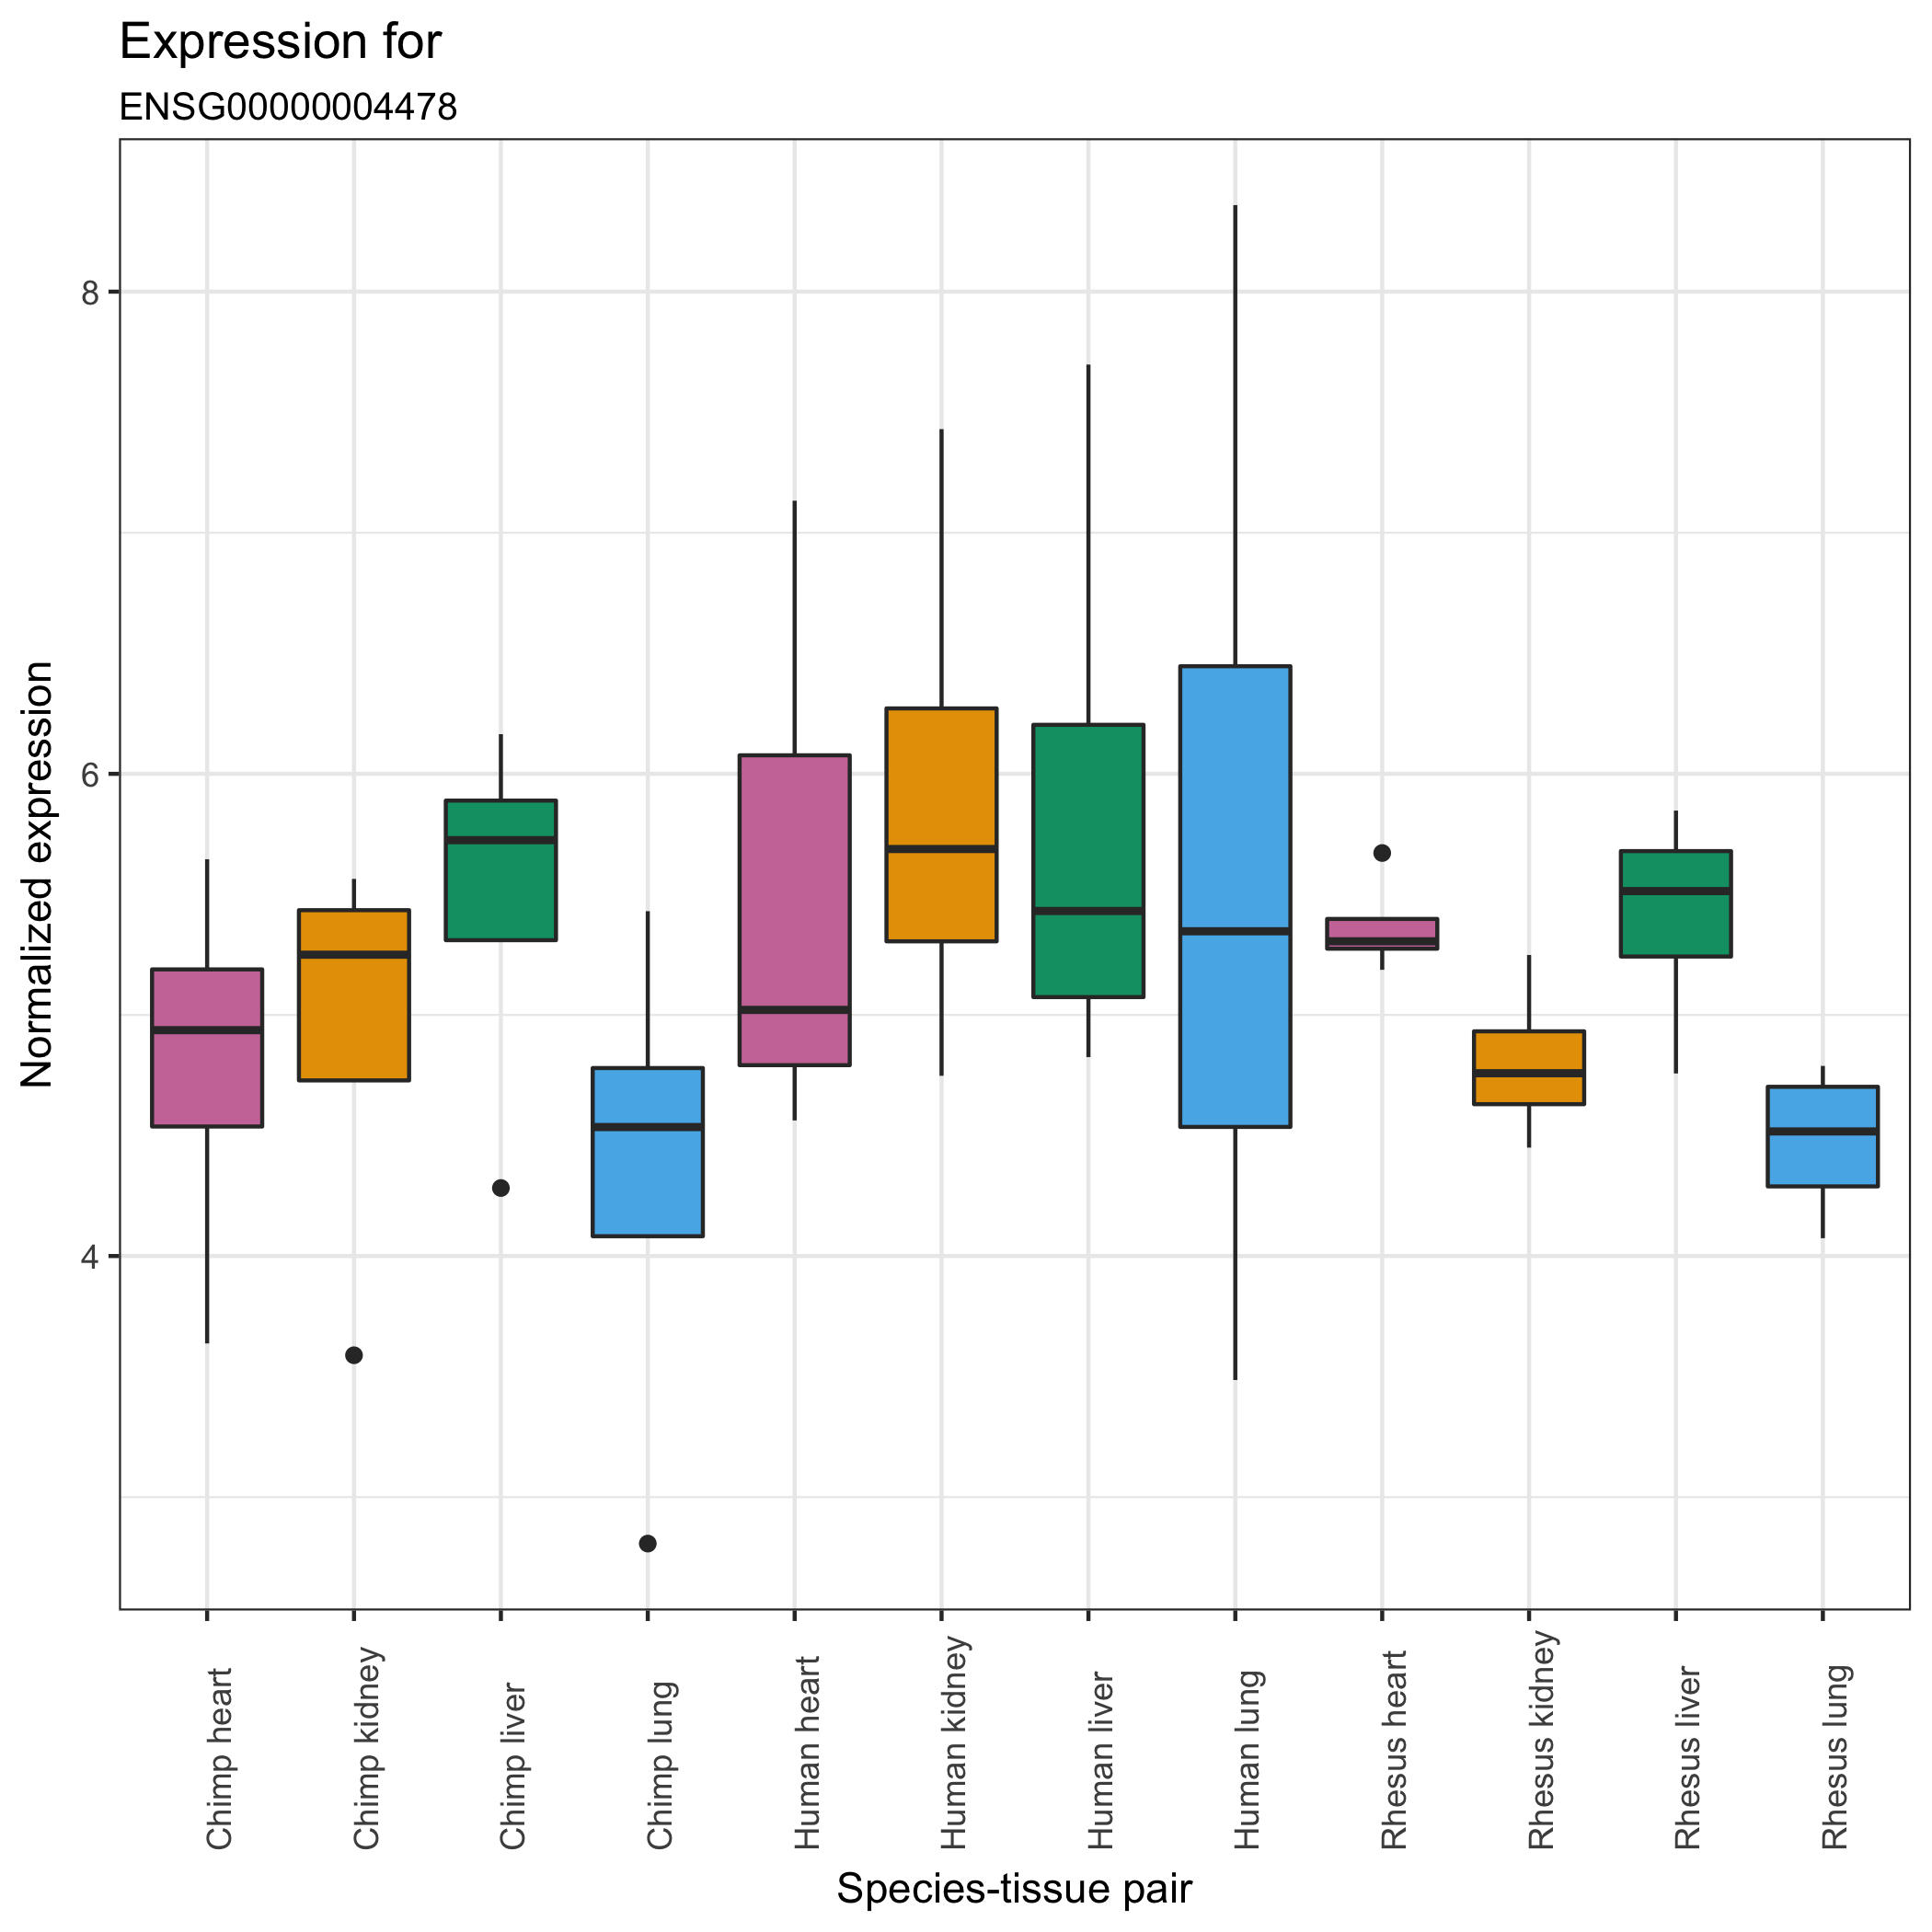 Expression for
ENSG00000004478
Normalized expression
8
6
4
Chimp heart
Chimp kidney
Chimp liver
Chimp lung
Human heart
Human kidney
Human liver
Human lung
Rhesus heart
Rhesus kidney
Rhesus liver
Rhesus lung
Species-tissue pair